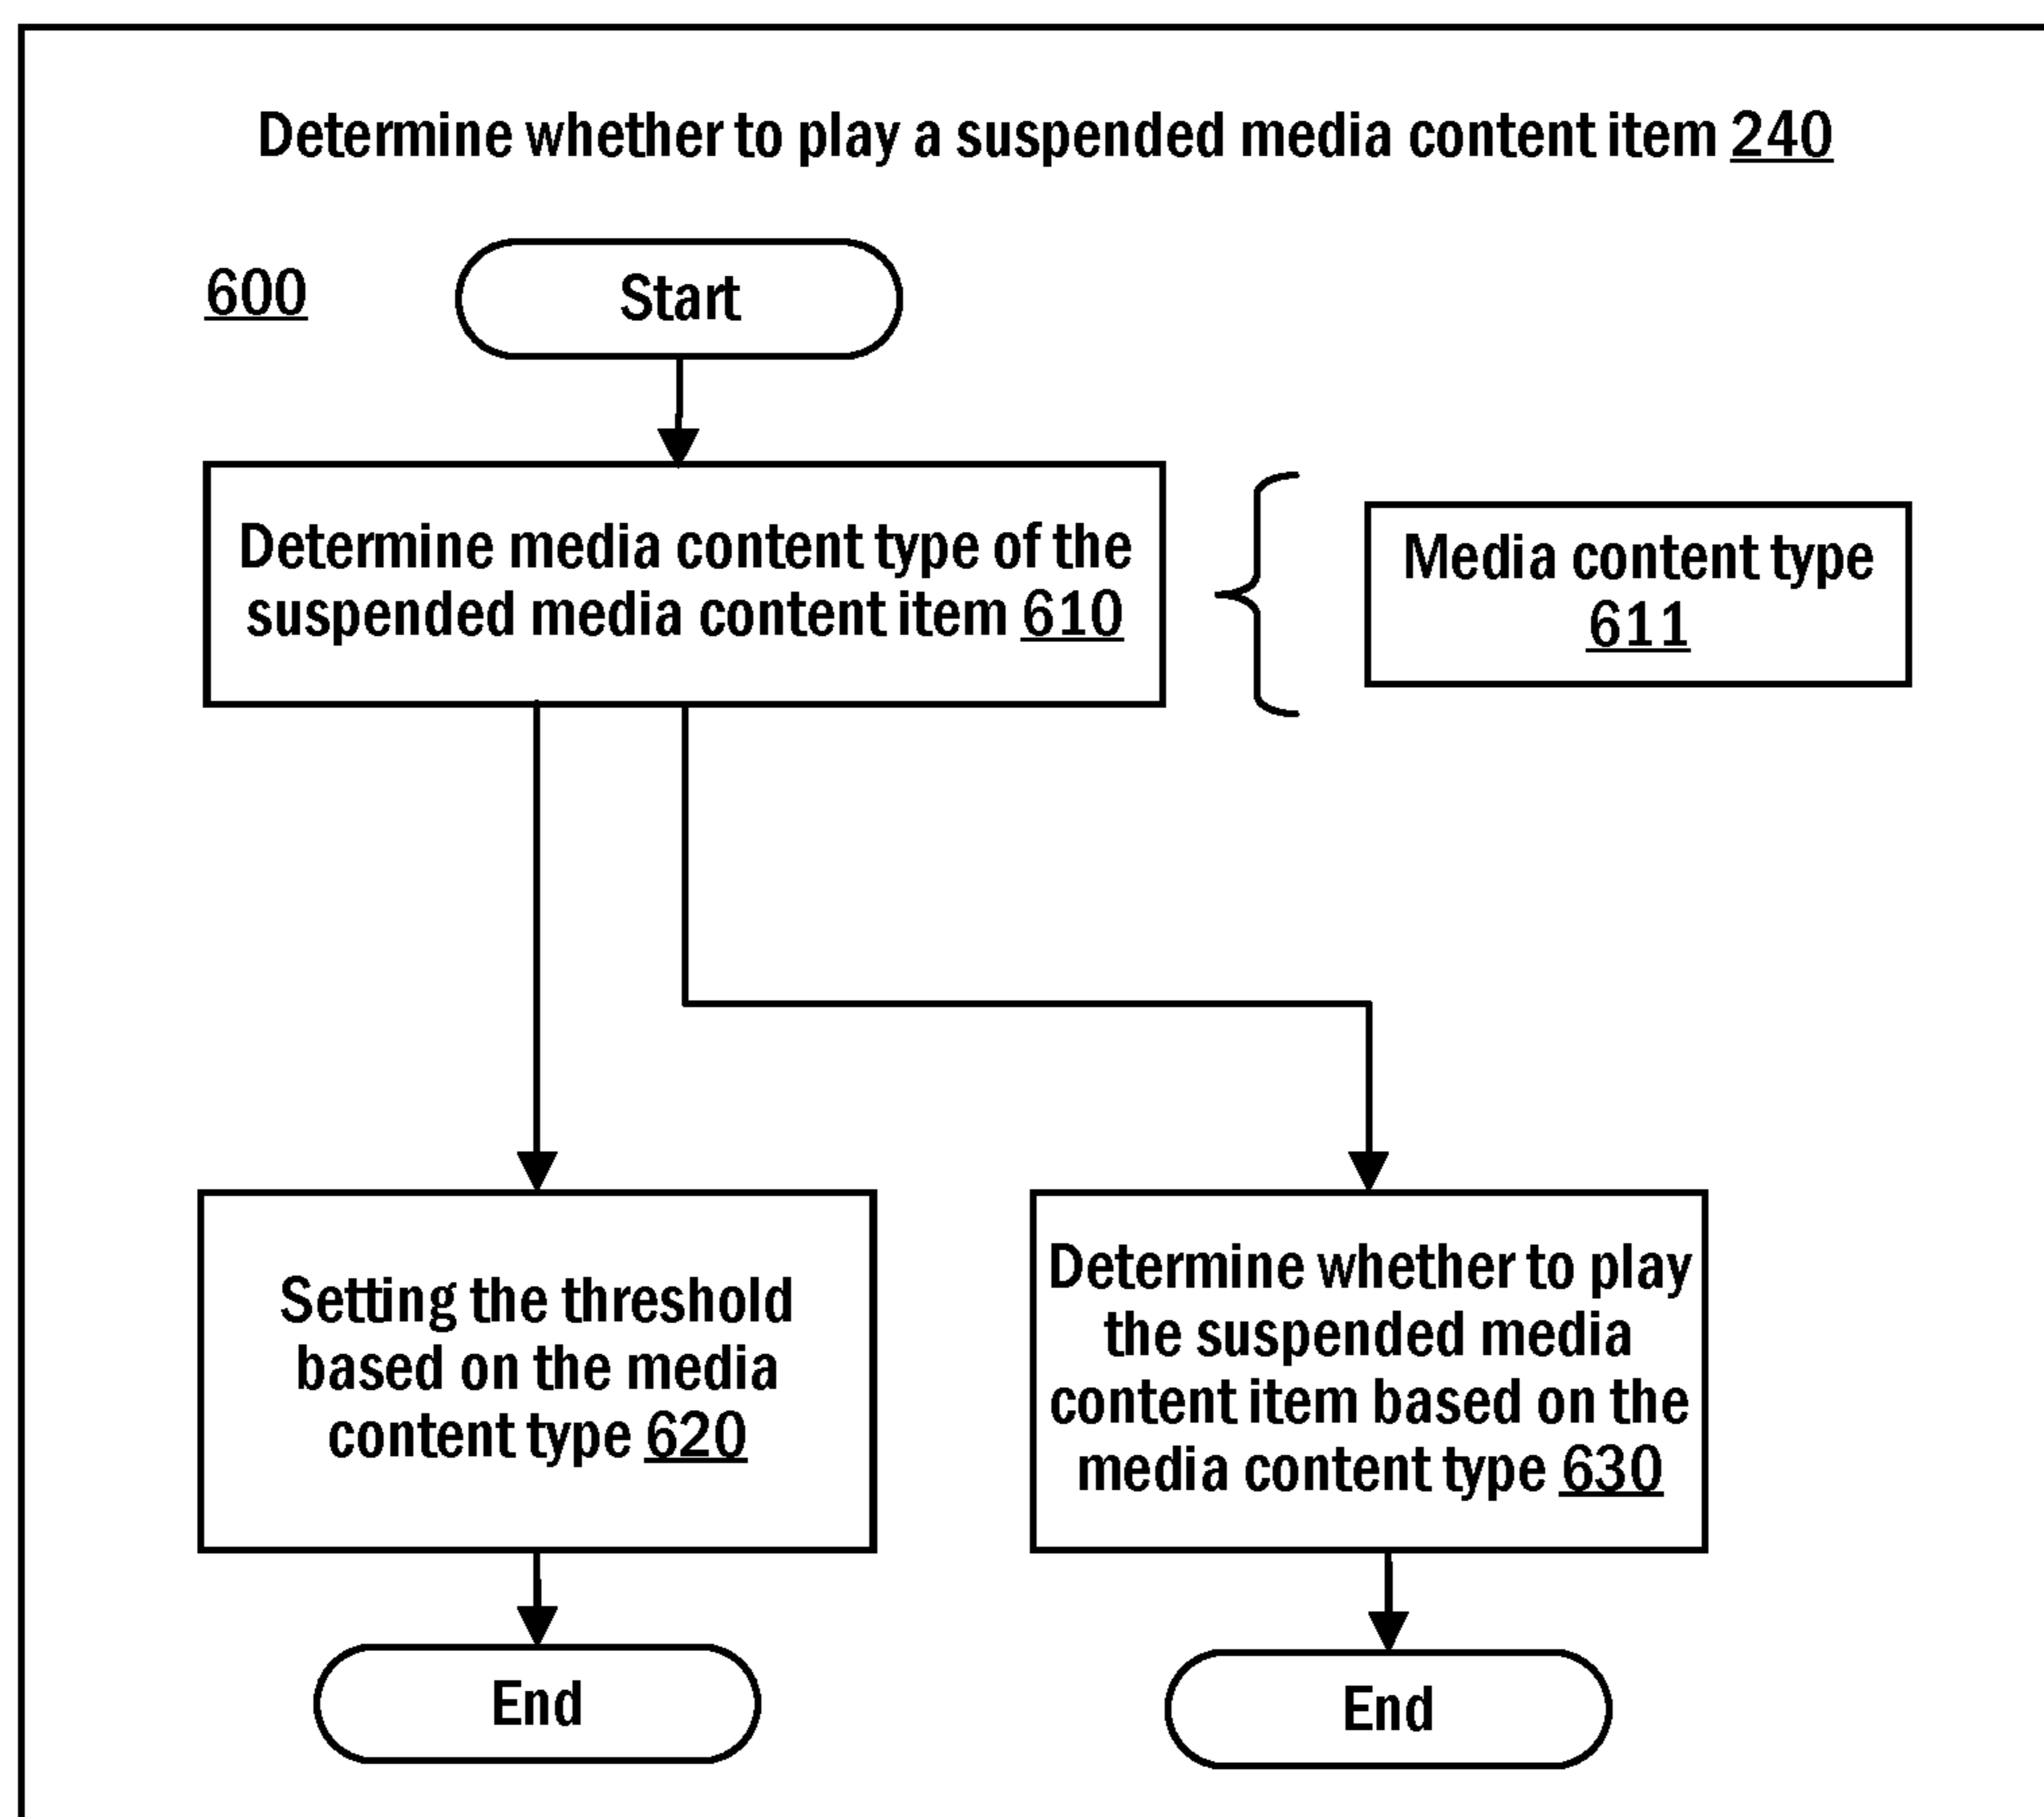 Determine whether to play a suspended media content item 240
600
Start
Determine media content type of the
suspended media content item 610
Media content type
611
Setting the threshold
based on the media
content type 620
Determine whether to play
the suspended media
content item based on the
media content type 630
End
End